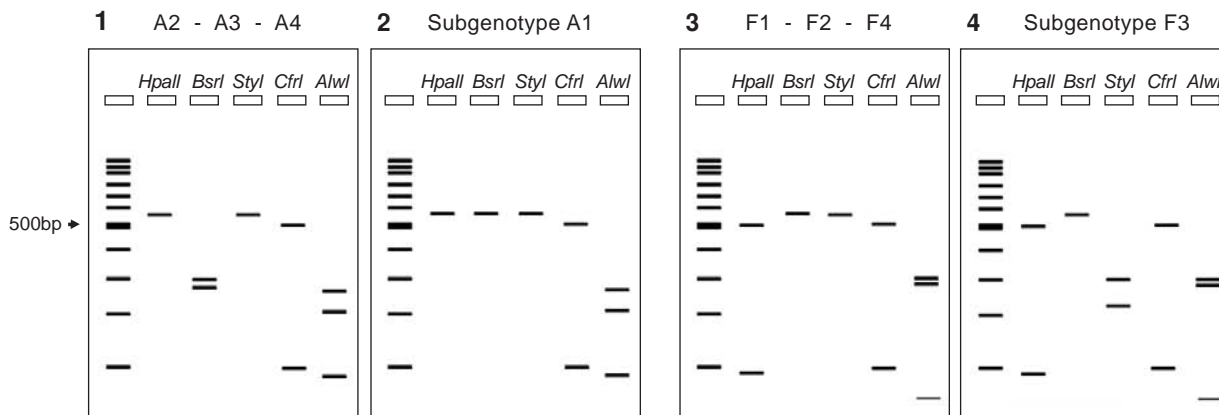 1 A2 - A3 - A4
HpaII BsrI StyI CfrI AlwI
2 Subgenotype A1
HpaII BsrI StyI CfrI AlwI
3 F1 - F2 - F4
HpaII BsrI StyI CfrI AlwI
4 Subgenotype F3
HpaII BsrI StyI CfrI AlwI
500bp